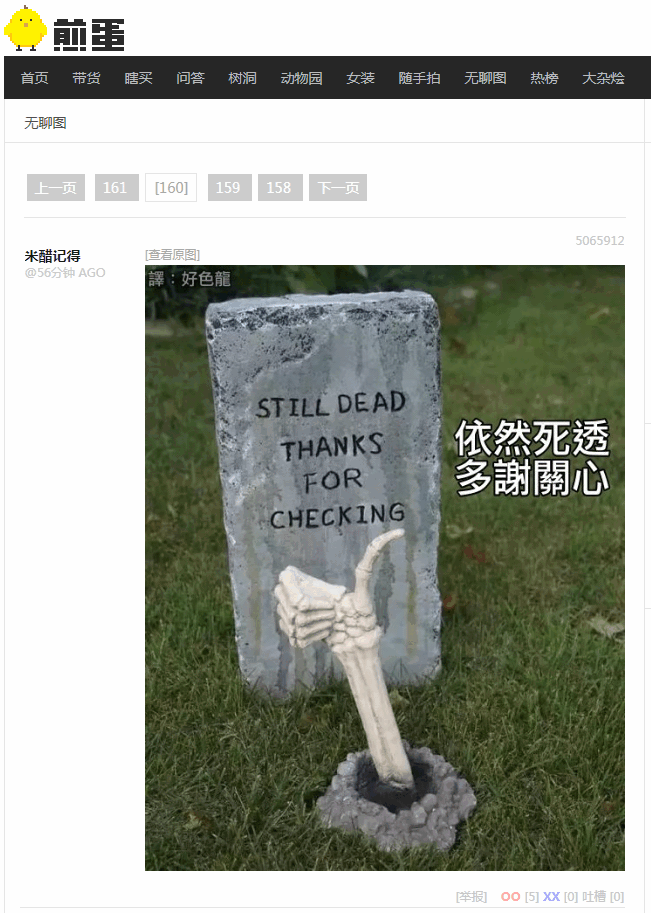 煎蛋
首页 带货 瞎买 问答 树洞 动物园 女装 随手拍 无聊图 热榜 大杂烩
无聊图
上一页 161 [160] 159 158 下一页
5065912
米醋记得
@56分钟 AGO
[查看原图]
譯：好色龍
STILL DEAD
THANKS
FOR
CHECKING
依然死透
多謝關心
[举报] OO [5] XX [0] 吐槽 [0]